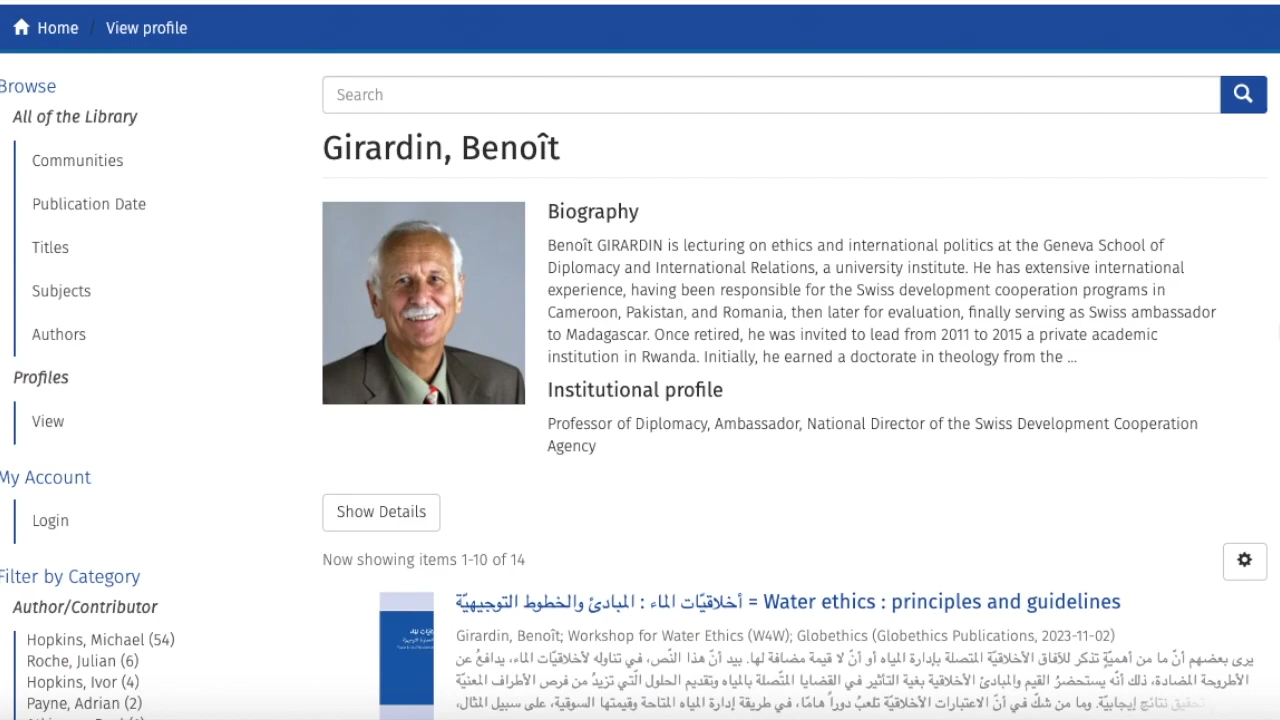 Home / View profile
Browse
All of the Library
Communities
Publication Date
Titles
Subjects
Authors
Profiles
View
My Account
Login
Filter by Category
Author/Contributor
Hopkins, Michael (54)
Roche, Julian (6)
Hopkins, Ivor (4)
Payne, Adrian (2)
Search
Girardin, Benoît
Biography
Benoît GIRARDIN is lecturing on ethics and international politics at the Geneva School of
Diplomacy and International Relations, a university institute. He has extensive international
experience, having been responsible for the Swiss development cooperation programs in
Cameroon, Pakistan, and Romania, then later for evaluation, finally serving as Swiss ambassador
to Madagascar. Once retired, he was invited to lead from 2011 to 2015 a private academic
institution in Rwanda. Initially, he earned a doctorate in theology from the ...
Institutional profile
Professor of Diplomacy, Ambassador, National Director of the Swiss Development Cooperation
Agency
Show Details
Now showing items 1-10 of 14
أخلاقيّات الماء : المبادئ والخطوط التوجيهيّة = Water ethics : principles and guidelines
Girardin, Benoît; Workshop for Water Ethics (W4W); Globethics (Globethics Publications, 2023-11-02)
يرى بعضهم أنّ ما من أهميّةٍ تذكر للآفاق الأخلاقيّة المتصلة بإدارة المياه أو أنّ لا قيمة مضافة لها. بيد أنّ هذا النّص، في تناوله لأخلاقيّات الماء، يدافعُ عن
الأطروحة المضادة، ذلك أنّه يستحضرُ القيم والمبادئ الأخلاقية بغية التأثير في القضايا المتّصلة بالمياه وتقديم الحلول الّتي تزيدُ من فرص الأطراف المعنيّة
تحقيق نتائج إيجابيّة. وما من شكّ في أنّ الاعتبارات الأخلاقيّة تلعبُ دوراً هامّا، في طريقة إدارة المياه المتاحة وقيمتها السوقية، على سبيل المثال،